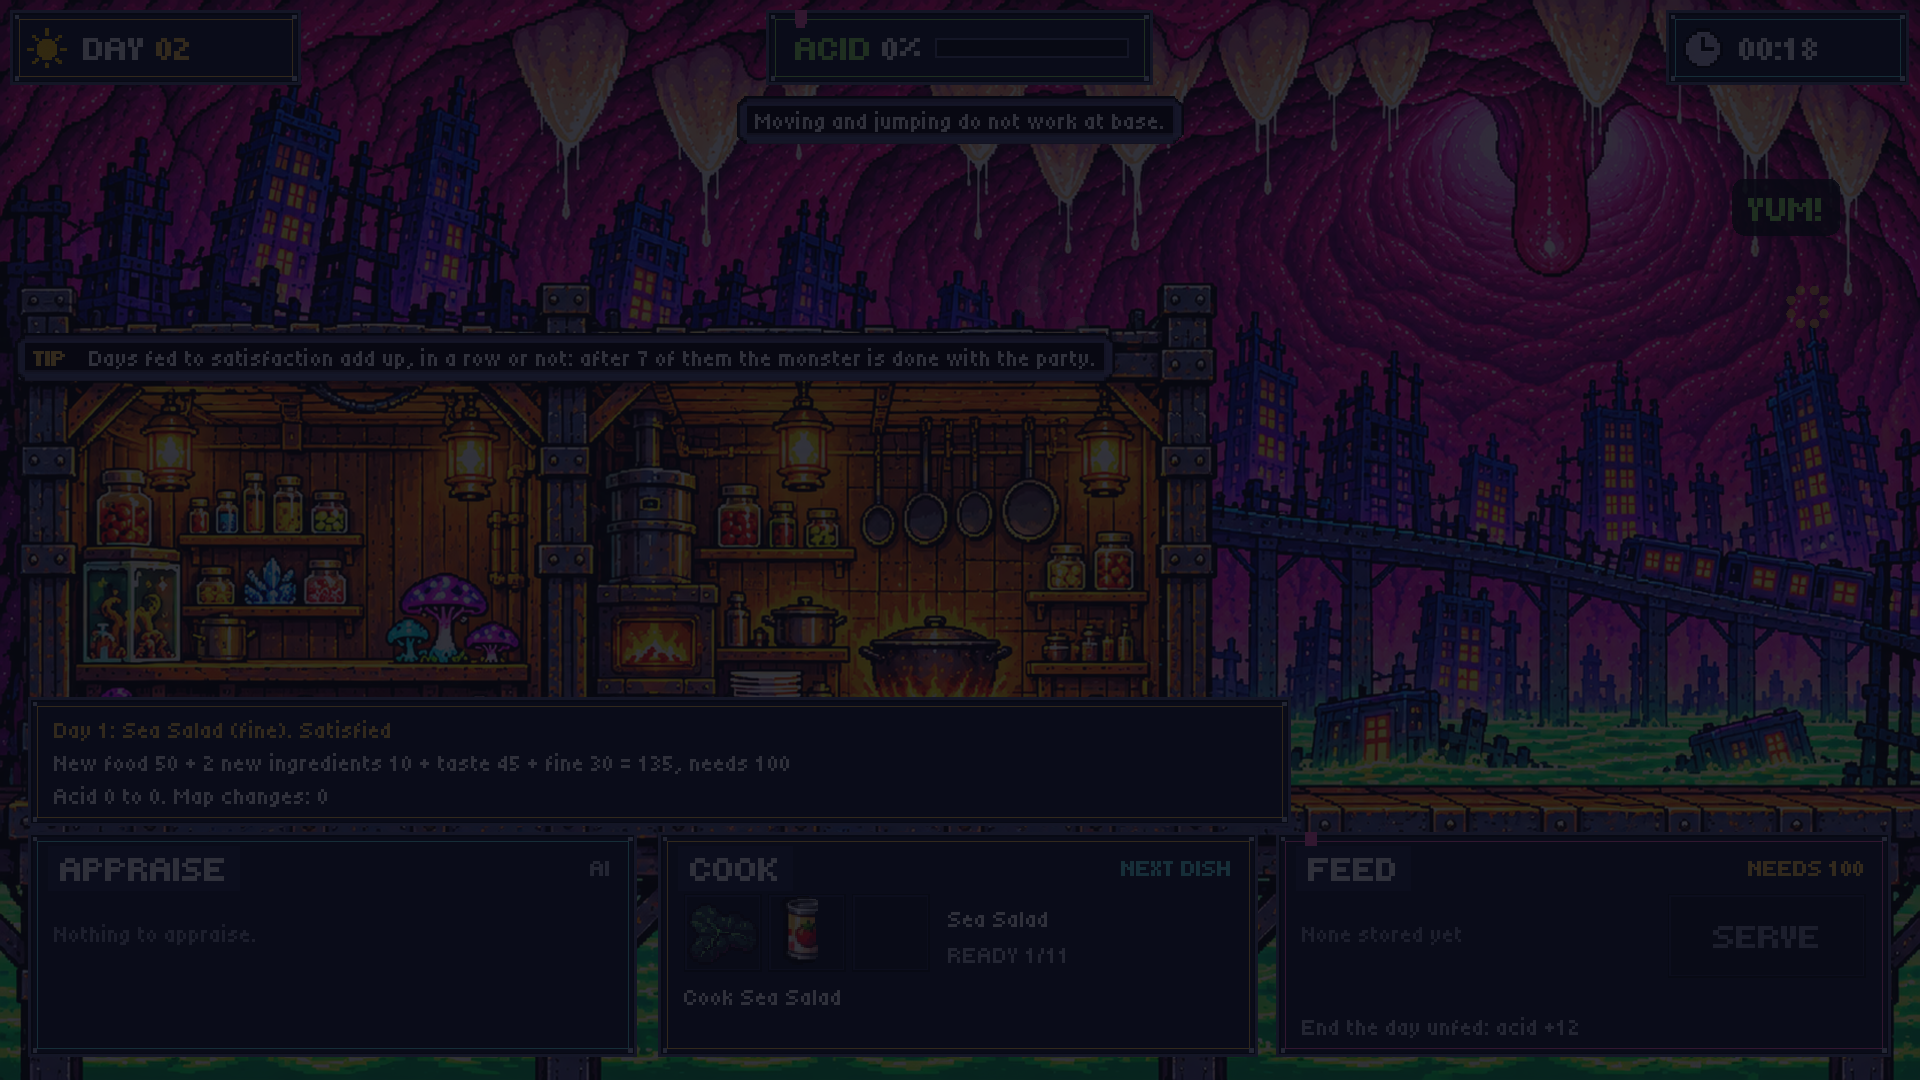 DAY 02
ACID 0%
00:18
Moving and jumping do not work at base.
YUM!
TIP Days fed to satisfaction add up, in a row or not: after 7 of them the monster is done with the party.
Day 1: Sea Salad (fine). Satisfied
New food 50 + 2 new ingredients 10 + taste 45 + fine 30 = 135, needs 100
Acid 0 to 0. Map changes: 0
APPRAISE
AI
Nothing to appraise.
COOK
NEXT DISH
Sea Salad
READY 1/11
Cook Sea Salad
FEED
NEEDS 100
None stored yet
SERVE
End the day unfed: acid +12